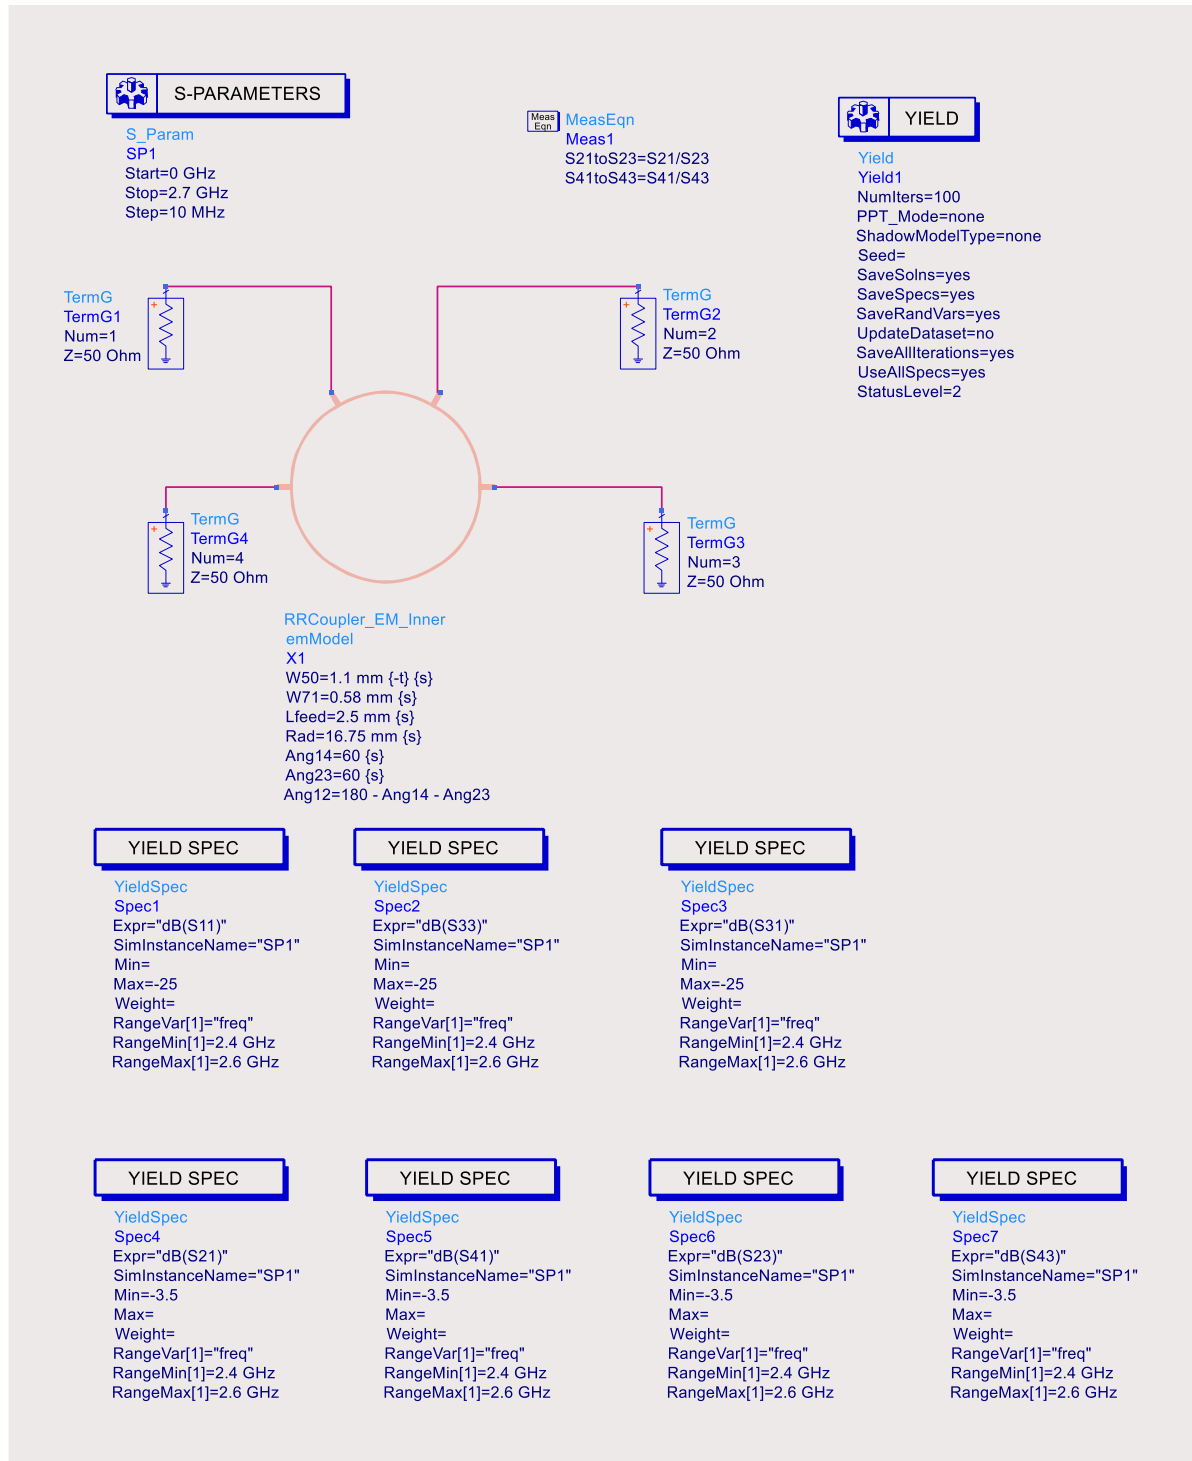 S-PARAMETERS
S_Param
SP1
Start=0 GHz
Stop=2.7 GHz
Step=10 MHz
Meas
Eqn
MeasEqn
Meas1
S21toS23=S21/S23
S41toS43=S41/S43
YIELD
Yield
Yield1
NumIters=100
PPT_Mode=none
ShadowModelType=none
Seed=
SaveSolns=yes
SaveSpecs=yes
SaveRandVars=yes
UpdateDataset=no
SaveAllIterations=yes
UseAllSpecs=yes
StatusLevel=2
TermG
TermG1
Num=1
Z=50 Ohm
+
+
TermG
TermG2
Num=2
Z=50 Ohm
+
TermG
TermG4
Num=4
Z=50 Ohm
+
TermG
TermG3
Num=3
Z=50 Ohm
RRCoupler_EM_Inner
emModel
X1
W50=1.1 mm {-t} {s}
W71=0.58 mm {s}
Lfeed=2.5 mm {s}
Rad=16.75 mm {s}
Ang14=60 {s}
Ang23=60 {s}
Ang12=180 - Ang14 - Ang23
YIELD SPEC
YieldSpec
Spec1
Expr="dB(S11)"
SimInstanceName="SP1"
Min=
Max=-25
Weight=
RangeVar[1]="freq"
RangeMin[1]=2.4 GHz
RangeMax[1]=2.6 GHz
YIELD SPEC
YieldSpec
Spec2
Expr="dB(S33)"
SimInstanceName="SP1"
Min=
Max=-25
Weight=
RangeVar[1]="freq"
RangeMin[1]=2.4 GHz
RangeMax[1]=2.6 GHz
YIELD SPEC
YieldSpec
Spec3
Expr="dB(S31)"
SimInstanceName="SP1"
Min=
Max=-25
Weight=
RangeVar[1]="freq"
RangeMin[1]=2.4 GHz
RangeMax[1]=2.6 GHz
YIELD SPEC
YieldSpec
Spec4
Expr="dB(S21)"
SimInstanceName="SP1"
Min=-3.5
Max=
Weight=
RangeVar[1]="freq"
RangeMin[1]=2.4 GHz
RangeMax[1]=2.6 GHz
YIELD SPEC
YieldSpec
Spec5
Expr="dB(S41)"
SimInstanceName="SP1"
Min=-3.5
Max=
Weight=
RangeVar[1]="freq"
RangeMin[1]=2.4 GHz
RangeMax[1]=2.6 GHz
YIELD SPEC
YieldSpec
Spec6
Expr="dB(S23)"
SimInstanceName="SP1"
Min=-3.5
Max=
Weight=
RangeVar[1]="freq"
RangeMin[1]=2.4 GHz
RangeMax[1]=2.6 GHz
YIELD SPEC
YieldSpec
Spec7
Expr="dB(S43)"
SimInstanceName="SP1"
Min=-3.5
Max=
Weight=
RangeVar[1]="freq"
RangeMin[1]=2.4 GHz
RangeMax[1]=2.6 GHz